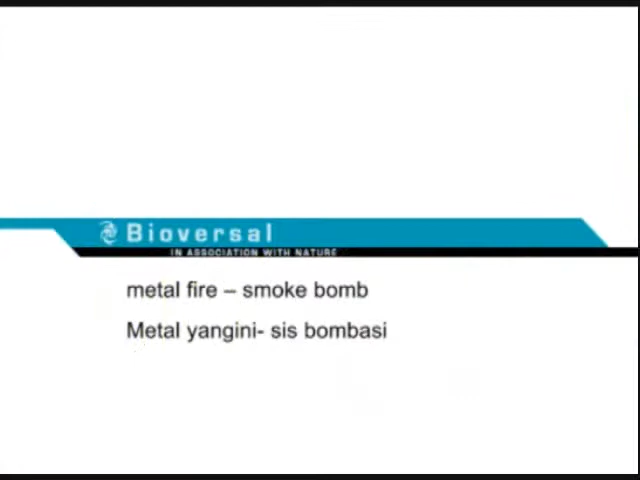 Bioversal
IN ASSOCIATION WITH NATURE
metal fire – smoke bomb
Metal yangini- sis bombasi